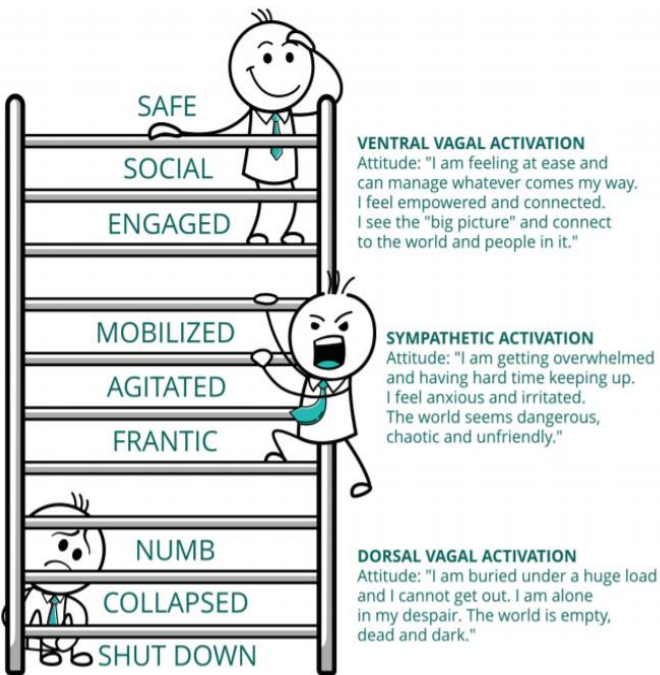 SAFE
SOCIAL
ENGAGED
VENTRAL VAGAL ACTIVATION
Attitude: "I am feeling at ease and
can manage whatever comes my way.
I feel empowered and connected.
I see the "big picture" and connect
to the world and people in it."
MOBILIZED
AGITATED
FRANTIC
SYMPATHETIC ACTIVATION
Attitude: "I am getting overwhelmed
and having hard time keeping up.
I feel anxious and irritated.
The world seems dangerous,
chaotic and unfriendly."
NUMB
COLLAPSED
SHUT DOWN
DORSAL VAGAL ACTIVATION
Attitude: "I am buried under a huge load
and I cannot get out. I am alone
in my despair. The world is empty,
dead and dark."